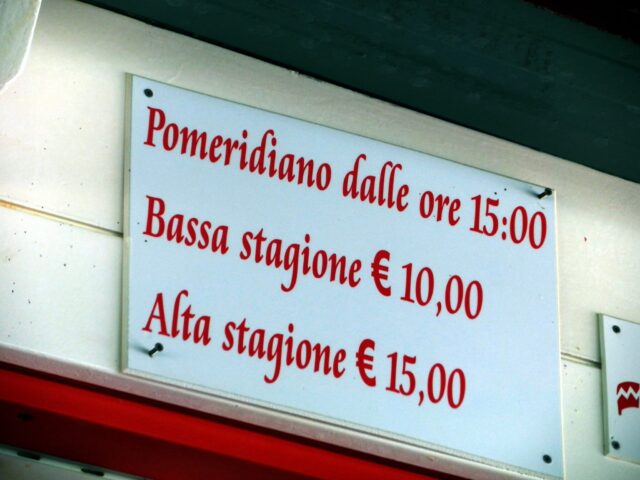 Pomeridiano dalle ore 15:00
Bassa stagione € 10,00
Alta stagione € 15,00